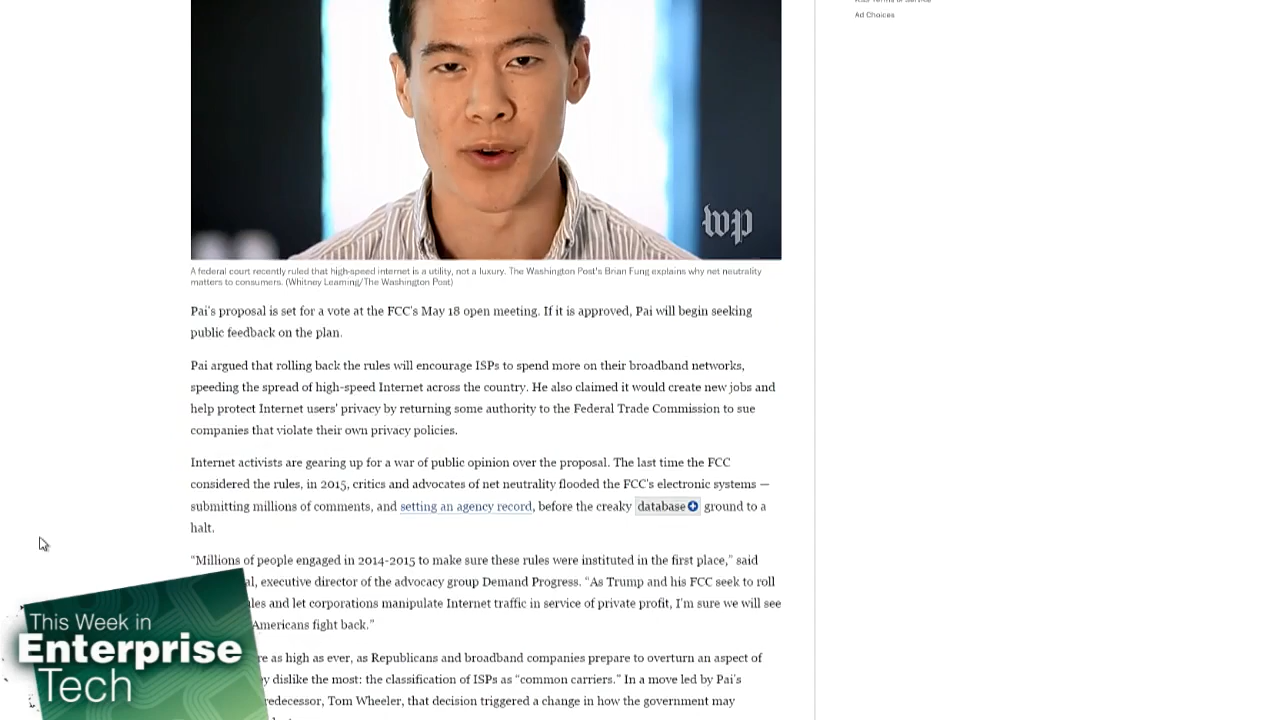 Ad Choices
wp
A federal court recently ruled that high-speed internet is a utility, not a luxury. The Washington Post's Brian Fung explains why net neutrality
matters to consumers. (Whitney Leaming/The Washington Post)
Pai's proposal is set for a vote at the FCC's May 18 open meeting. If it is approved, Pai will begin seeking
public feedback on the plan.
Pai argued that rolling back the rules will encourage ISPs to spend more on their broadband networks,
speeding the spread of high-speed Internet across the country. He also claimed it would create new jobs and
help protect Internet users' privacy by returning some authority to the Federal Trade Commission to sue
companies that violate their own privacy policies.
Internet activists are gearing up for a war of public opinion over the proposal. The last time the FCC
considered the rules, in 2015, critics and advocates of net neutrality flooded the FCC's electronic systems —
submitting millions of comments, and setting an agency record, before the creaky database ground to a
halt.
"Millions of people engaged in 2014-2015 to make sure these rules were instituted in the first place," said
executive director of the advocacy group Demand Progress. "As Trump and his FCC seek to roll
and let corporations manipulate Internet traffic in service of private profit, I'm sure we will see
Americans fight back."
as high as ever, as Republicans and broadband companies prepare to overturn an aspect of
dislike the most: the classification of ISPs as "common carriers." In a move led by Pai's
Tom Wheeler, that decision triggered a change in how the government may
This Week in
Enterprise
Tech